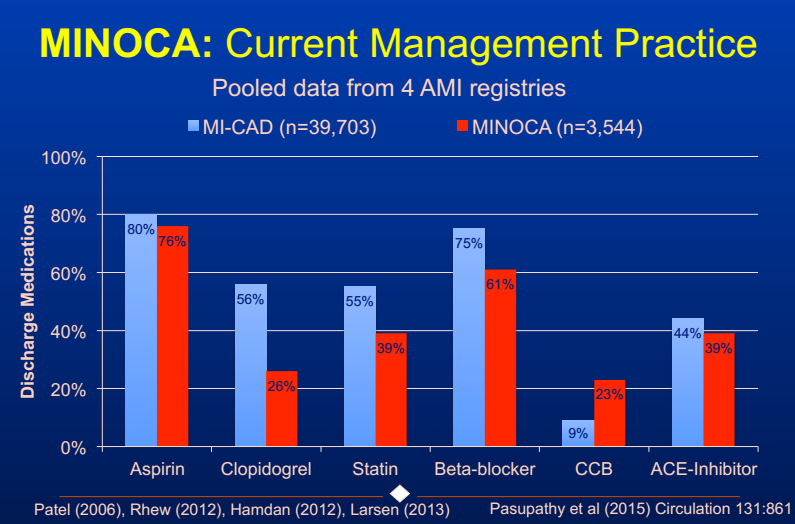 MINOCA: Current Management Practice
Pooled data from 4 AMI registries
MI-CAD (n=39,703) MINOCA (n=3,544)
Discharge Medications
100%
80%
60%
40%
20%
0%
80% 76%
56% 26%
55% 39%
75% 61%
9% 23%
44% 39%
Aspirin Clopidogrel Statin Beta-blocker CCB ACE-Inhibitor
Patel (2006), Rhew (2012), Hamdan (2012), Larsen (2013) Pasupathy et al (2015) Circulation 131:861